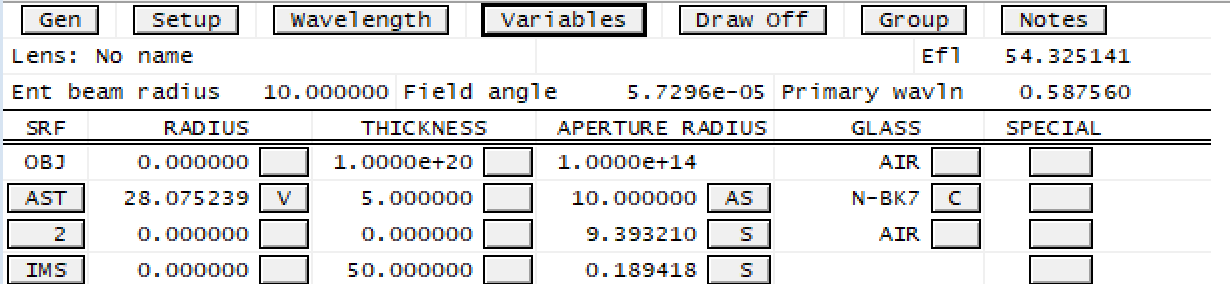 Gen Setup Wavelength Variables Draw Off Group Notes
Lens: No name Efl 54.325141
Ent beam radius 10.000000 Field angle 5.7296e-05 Primary wavln 0.587560
SRF RADIUS THICKNESS APERTURE RADIUS GLASS SPECIAL
OBJ 0.000000 1.0000e+20 1.0000e+14 AIR
AST 28.075239 V 5.000000 10.000000 AS N-BK7 C
2 0.000000 0.000000 9.393210 S AIR
IMS 0.000000 50.000000 0.189418 S